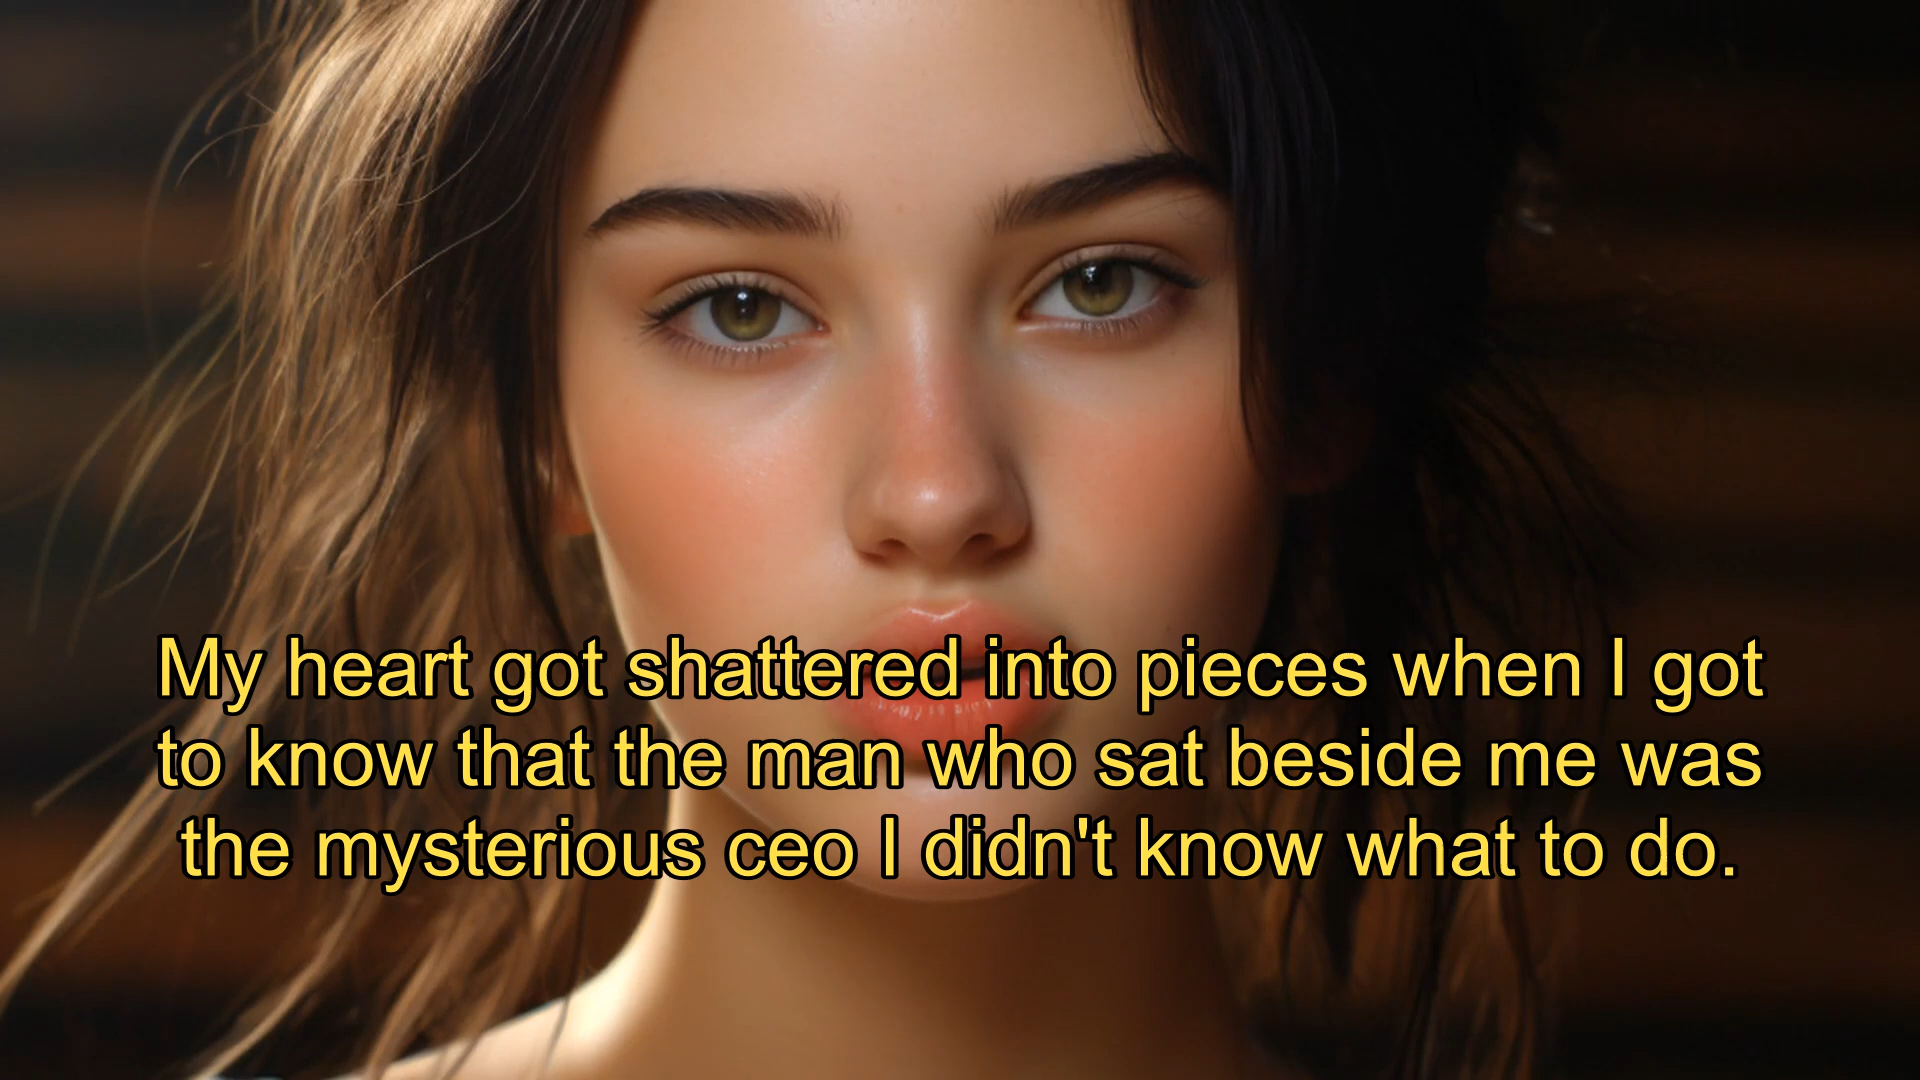 My heart got shattered into pieces when I got
to know that the man who sat beside me was
the mysterious ceo I didn't know what to do.